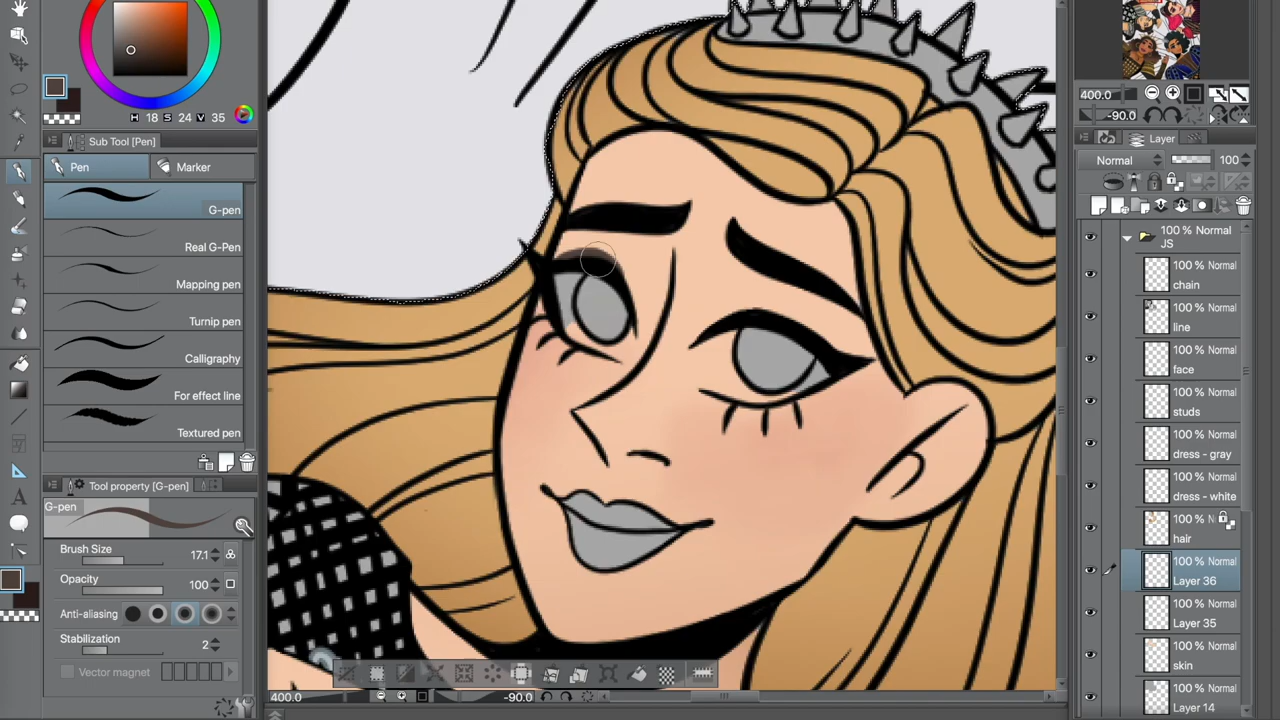 H 18 S 24 V 35
Sub Tool [Pen]
Pen
Marker
G-pen
Real G-Pen
Mapping pen
Turnip pen
Calligraphy
For effect line
Textured pen
Tool property [G-pen]
G-pen
Brush Size 17.1
Opacity 100
Anti-aliasing
Stabilization 2
Vector magnet
400.0 -90.0
400.0
-90.0
Layer
Normal 100
100 % Normal
JS
100 % Normal
chain
100 % Normal
line
100 % Normal
face
100 % Normal
studs
100 % Normal
dress - gray
100 % Normal
dress - white
100 % N
hair
100 % Normal
Layer 36
100 % Normal
Layer 35
100 % Normal
skin
100 % Normal
Layer 14